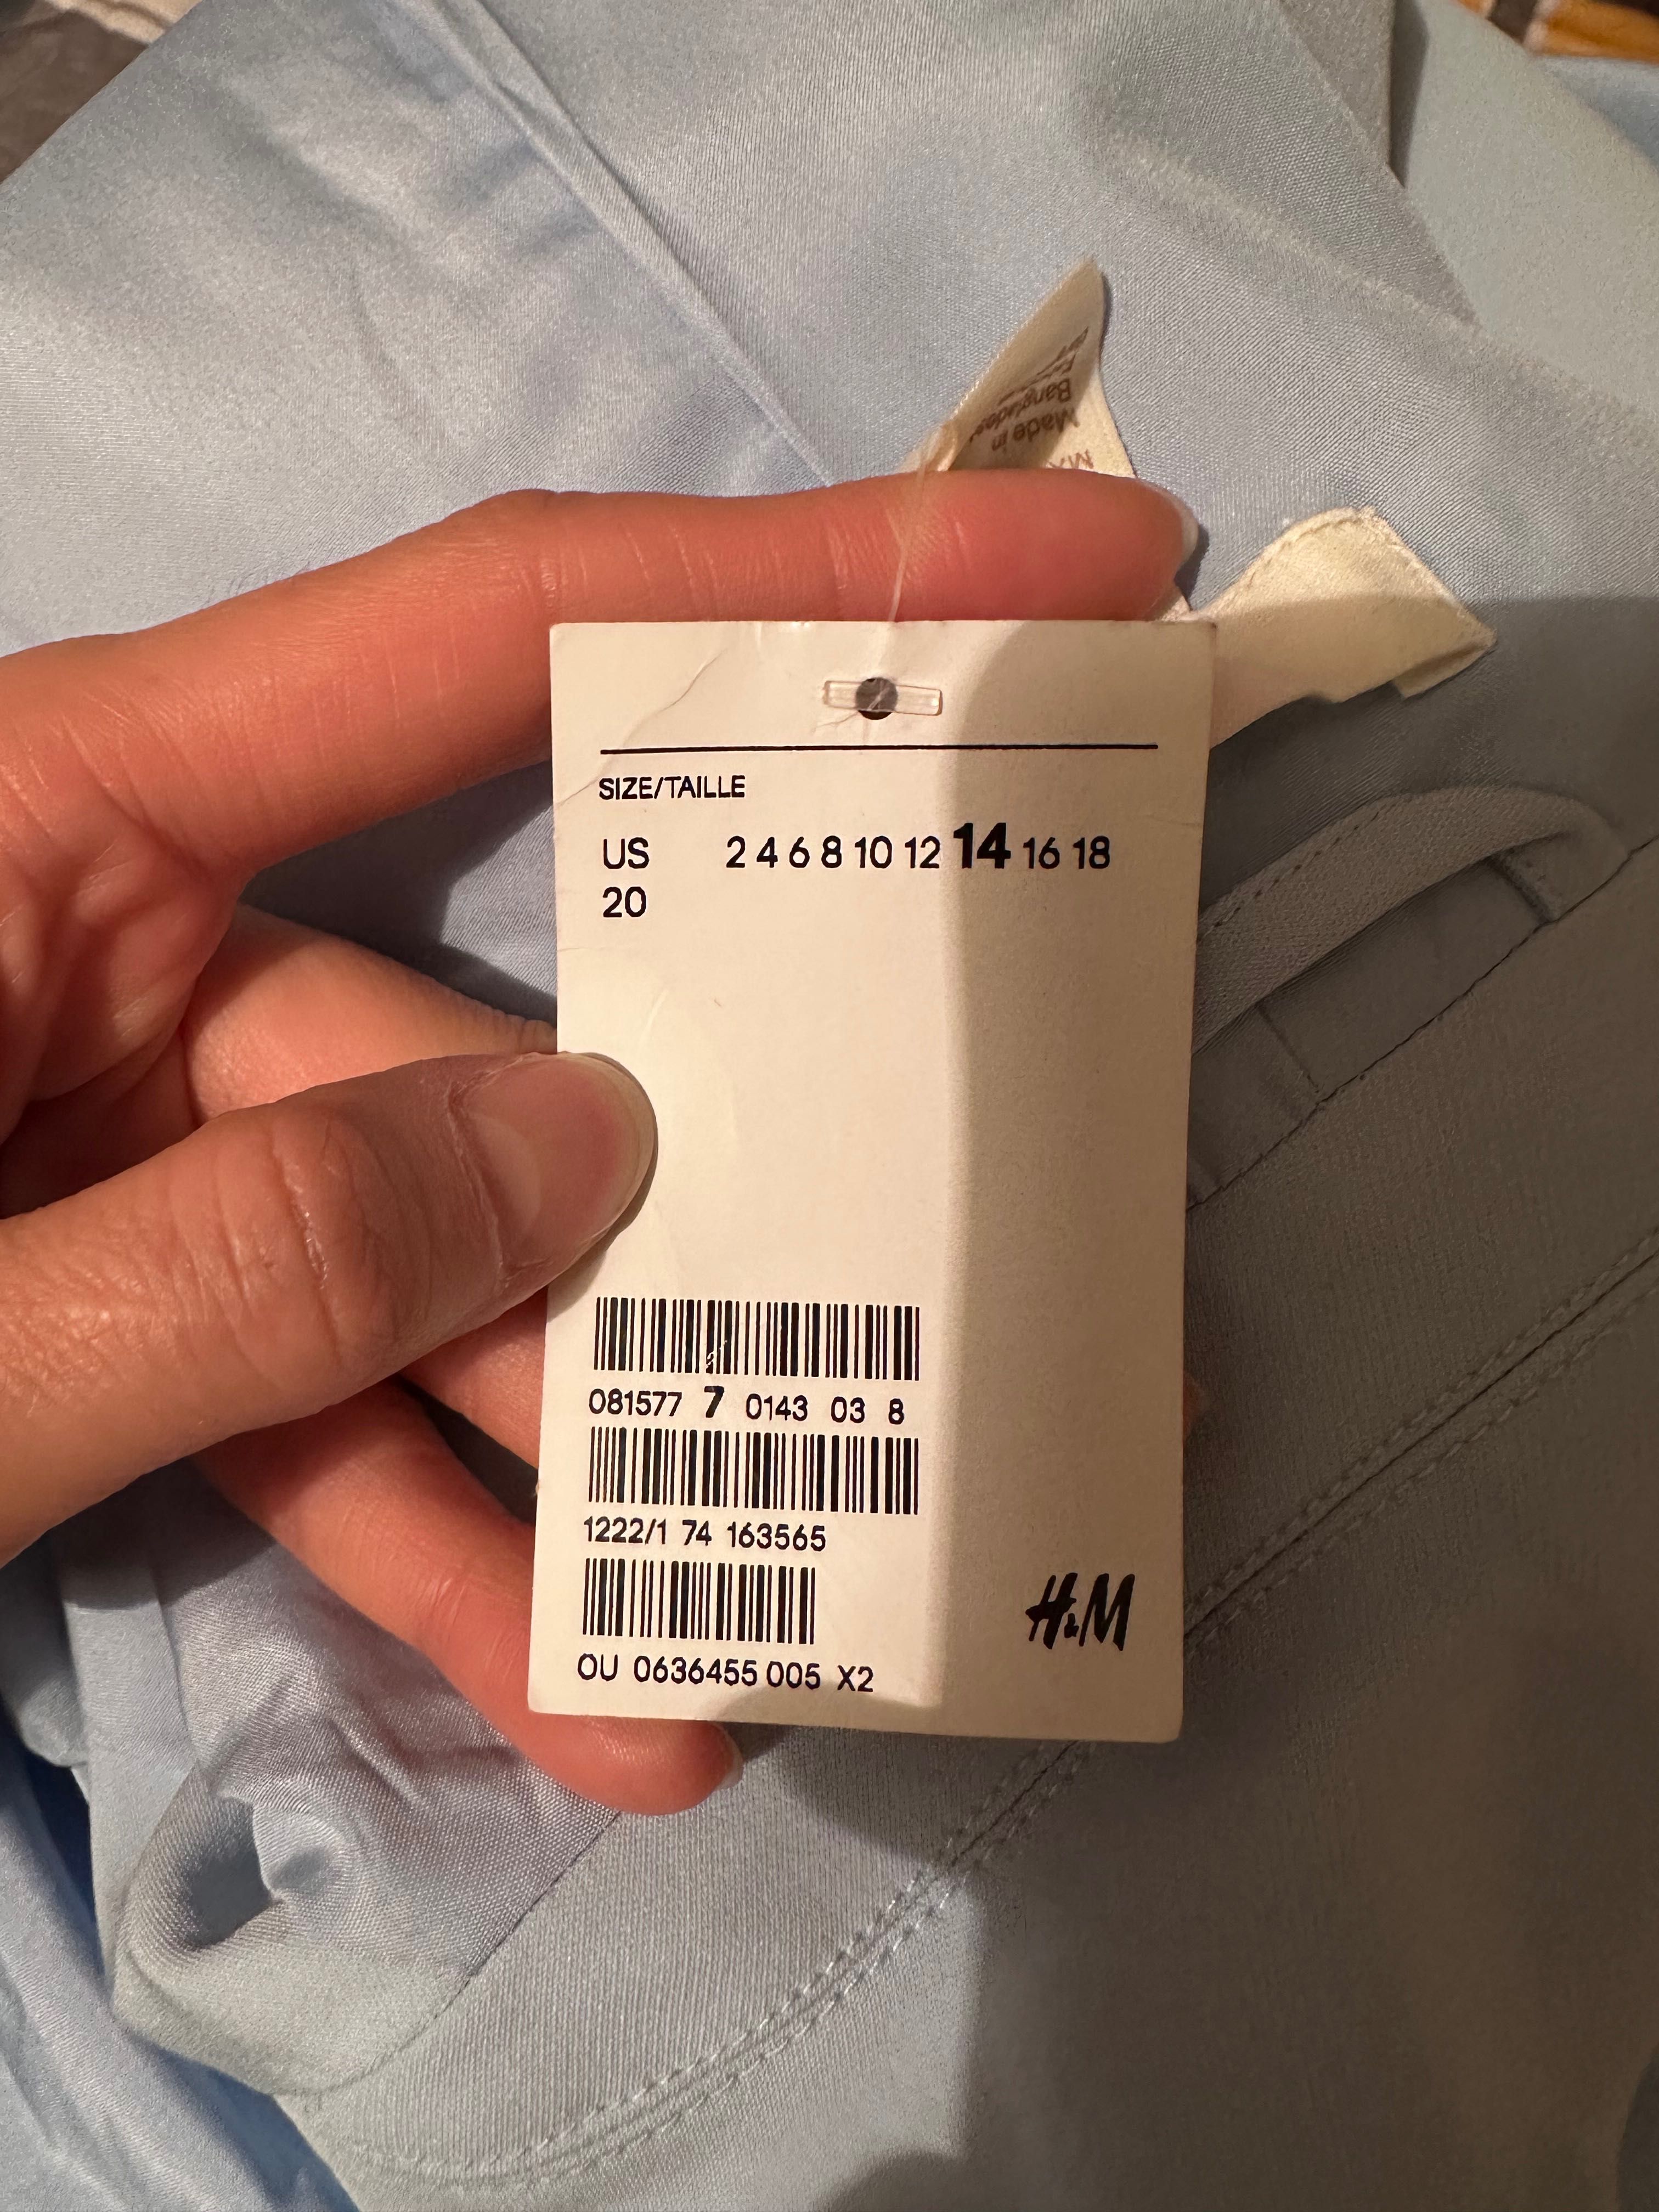 Made in
SIZE/TAILLE
US 2 4 6 8 10 12 14 16 18
20
081577 7 0143 03 8
1222/1 74 163565
OU 0636455 005 X2
H&M